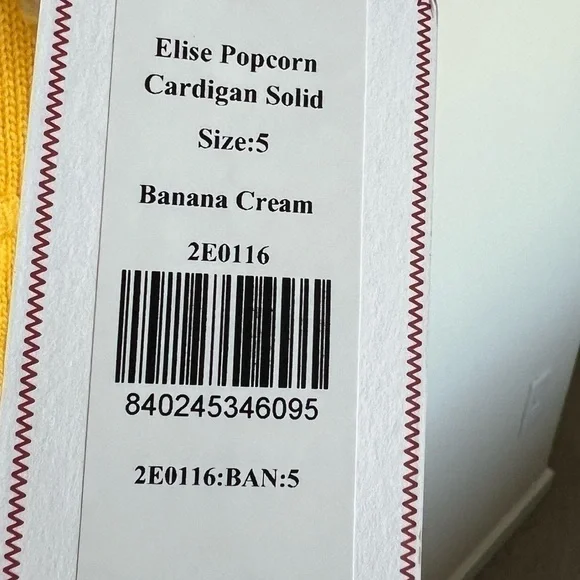 Elise Popcorn
Cardigan Solid
Size:5
Banana Cream
2E0116
840245346095
2E0116:BAN:5